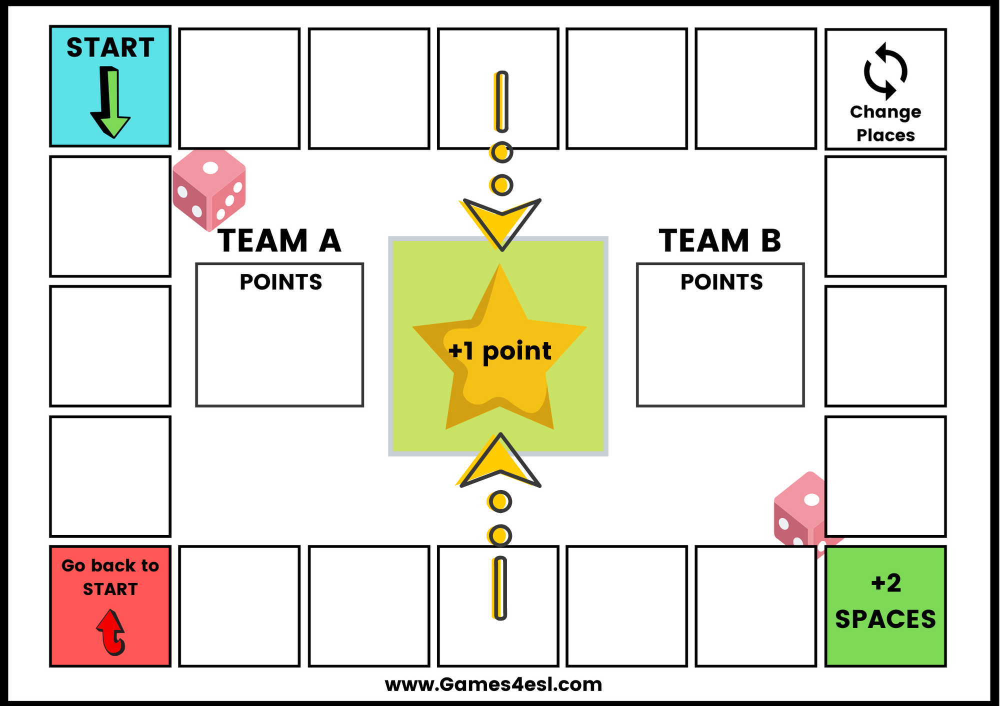 START
Change
Places
TEAM A
TEAM B
POINTS
POINTS
+1 point
Go back to
START
+2
SPACES
www.Games4esl.com